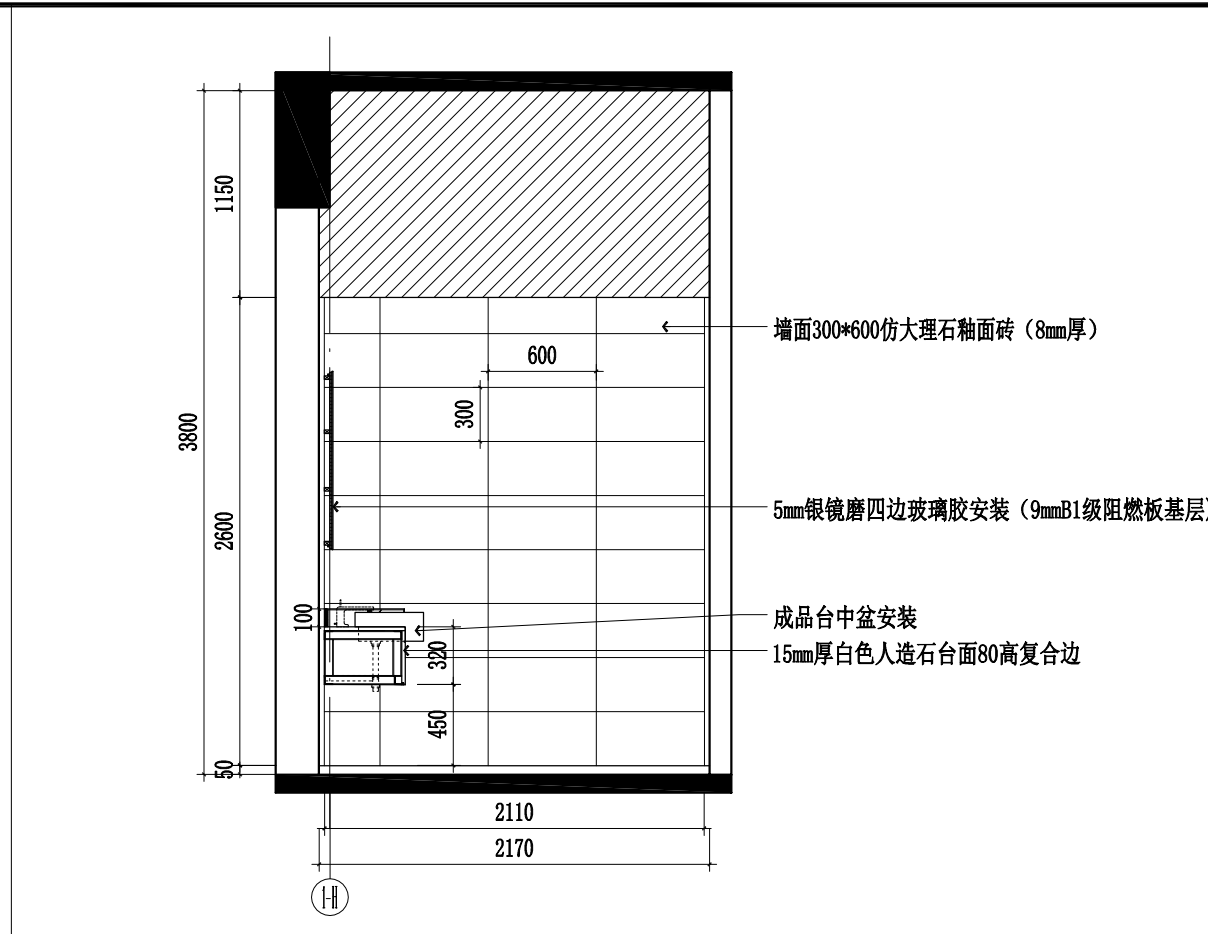 1150
墙面300*600仿大理石釉面砖（8mm厚）
600
300
3800
5mm银镜磨四边玻璃胶安装（9mmB1级阻燃板基层）
2600
100
成品台中盆安装
320
15mm厚白色人造石台面80高复合边
450
50
2110
2170
1-H